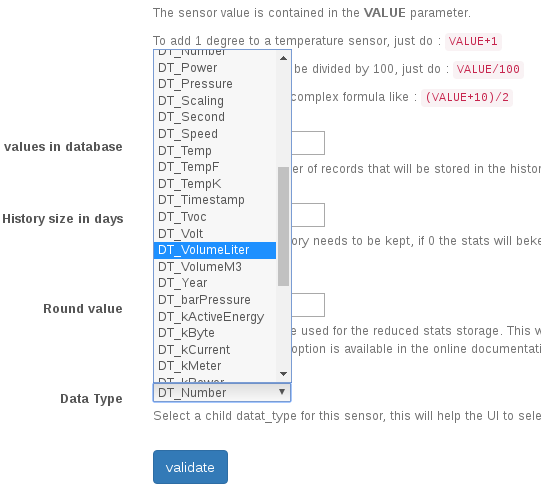 The sensor value is contained in the VALUE parameter.
To add 1 degree to a temperature sensor, just do : VALUE+1
be divided by 100, just do : VALUE/100
complex formula like : (VALUE+10)/2
DT_Number
DT_Power
DT_Pressure
DT_Scaling
DT_Second
DT_Speed
DT_Temp
DT_TempF
DT_TempK
DT_Timestamp
DT_Tvoc
DT_Volt
DT_VolumeLiter
DT_VolumeM3
DT_Year
DT_barPressure
DT_kActiveEnergy
DT_kByte
DT_kCurrent
DT_kMeter
DT_kPower
values in database
er of records that will be stored in the histor
History size in days
ory needs to be kept, if 0 the stats will beke
Round value
e used for the reduced stats storage. This w
option is available in the online documentati
Data Type
DT_Number
Select a child datat_type for this sensor, this will help the UI to sele
validate